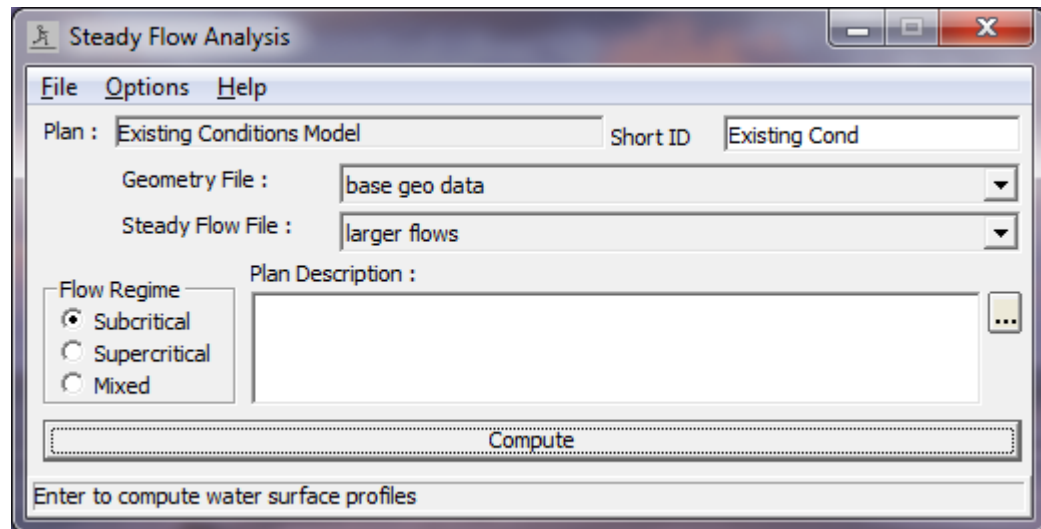 Steady Flow Analysis
File Options Help
Plan : Existing Conditions Model Short ID Existing Cond
Geometry File : base geo data
Steady Flow File : larger flows
Plan Description :
Flow Regime
Subcritical
Supercritical
Mixed
...
Compute
Enter to compute water surface profiles